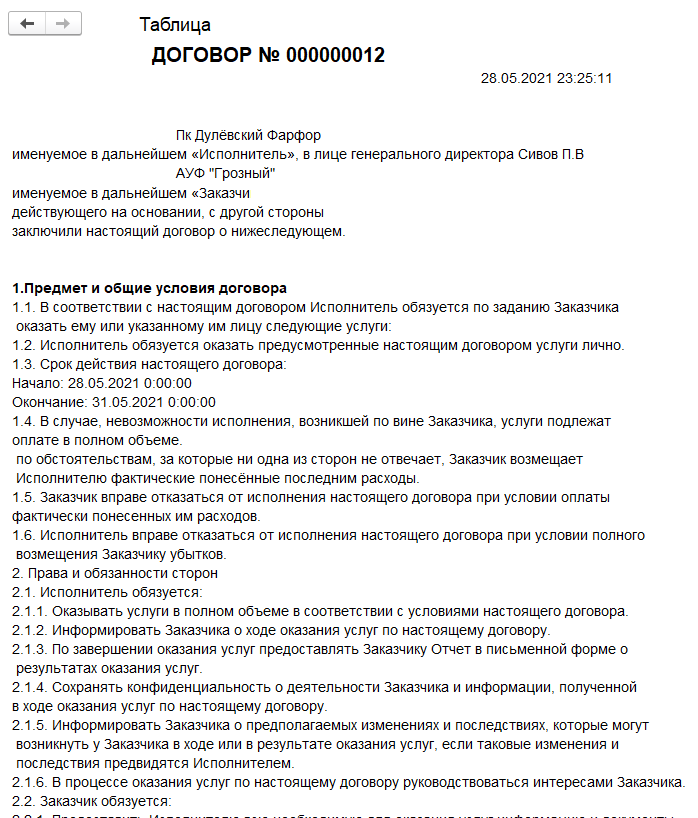 Таблица
ДОГОВОР № 000000012
28.05.2021 23:25:11
Пк Дулёвский Фарфор
именуемое в дальнейшем «Исполнитель», в лице генерального директора Сивов П.В
АУФ "Грозный"
именуемое в дальнейшем «Заказчи
действующего на основании, с другой стороны
заключили настоящий договор о нижеследующем.
1.Предмет и общие условия договора
1.1. В соответствии с настоящим договором Исполнитель обязуется по заданию Заказчика
оказать ему или указанному им лицу следующие услуги:
1.2. Исполнитель обязуется оказать предусмотренные настоящим договором услуги лично.
1.3. Срок действия настоящего договора:
Начало: 28.05.2021 0:00:00
Окончание: 31.05.2021 0:00:00
1.4. В случае, невозможности исполнения, возникшей по вине Заказчика, услуги подлежат
оплате в полном объеме.
по обстоятельствам, за которые ни одна из сторон не отвечает, Заказчик возмещает
Исполнителю фактические понесённые последним расходы.
1.5. Заказчик вправе отказаться от исполнения настоящего договора при условии оплаты
фактически понесенных им расходов.
1.6. Исполнитель вправе отказаться от исполнения настоящего договора при условии полного
возмещения Заказчику убытков.
2. Права и обязанности сторон
2.1. Исполнитель обязуется:
2.1.1. Оказывать услуги в полном объеме в соответствии с условиями настоящего договора.
2.1.2. Информировать Заказчика о ходе оказания услуг по настоящему договору.
2.1.3. По завершении оказания услуг предоставлять Заказчику Отчет в письменной форме о
результатах оказания услуг.
2.1.4. Сохранять конфиденциальность о деятельности Заказчика и информации, полученной
в ходе оказания услуг по настоящему договору.
2.1.5. Информировать Заказчика о предполагаемых изменениях и последствиях, которые могут
возникнуть у Заказчика в ходе или в результате оказания услуг, если таковые изменения и
последствия предвидятся Исполнителем.
2.1.6. В процессе оказания услуг по настоящему договору руководствоваться интересами Заказчика.
2.2. Заказчик обязуется: